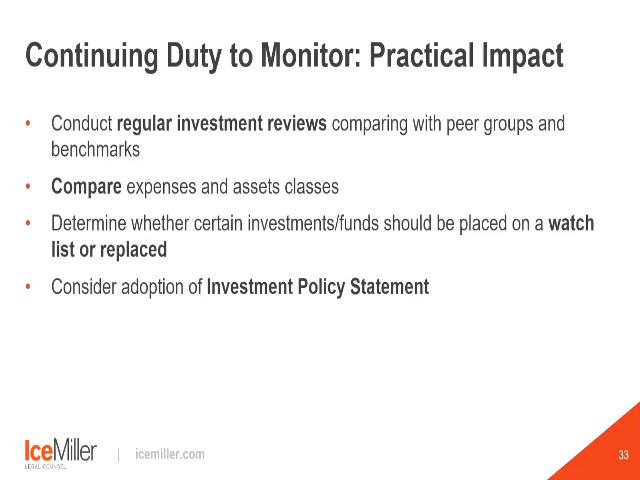 Continuing Duty to Monitor: Practical Impact
• Conduct regular investment reviews comparing with peer groups and
benchmarks
• Compare expenses and assets classes
• Determine whether certain investments/funds should be placed on a watch
list or replaced
• Consider adoption of Investment Policy Statement
IceMiller
LEGAL COUNSEL
| icemiller.com
33